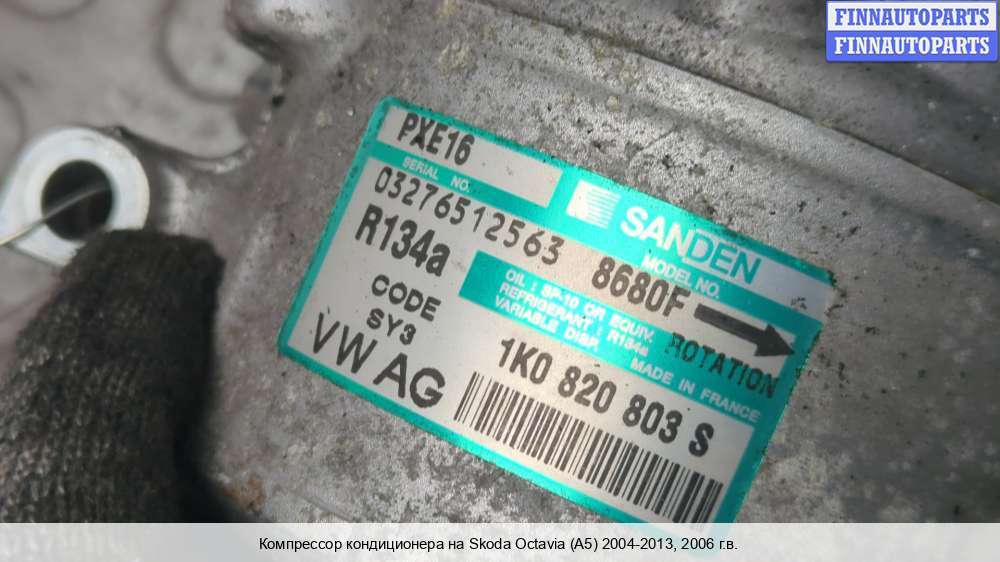 FINNAUTOPARTS
FINNAUTOPARTS
PXE16
SERIAL NO.
03276512563
SANDEN
MODEL NO.
8680F
R134a
OIL : SP-10 OR EQUIV.
REFRIGERANT : R134a
VARIABLE DISP.
ROTATION
MADE IN FRANCE
CODE
SY3
VW AG
1K0 820 803 S
Компрессор кондиционера на Skoda Octavia (A5) 2004-2013, 2006 г.в.